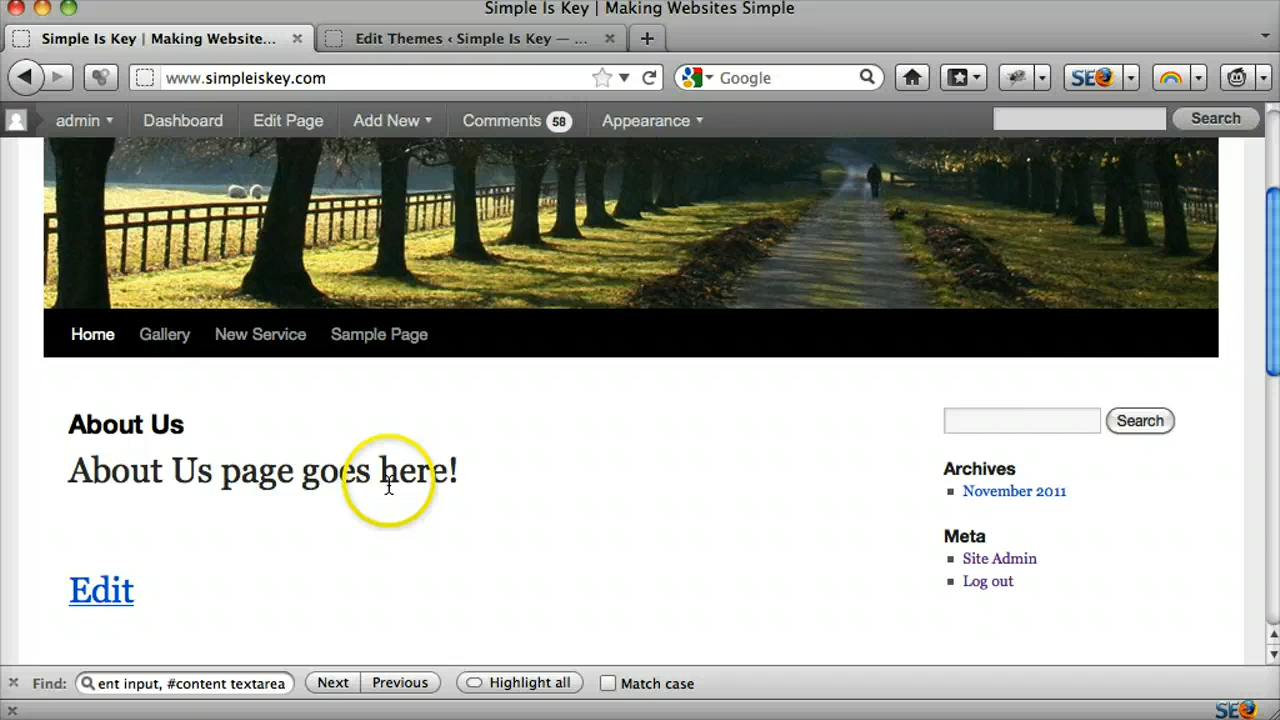 Simple Is Key | Making Websites Simple
Simple Is Key | Making Website...
Edit Themes ‹ Simple Is Key — ...
www.simpleiskey.com
Google
SEO
admin
Dashboard
Edit Page
Add New
Comments 58
Appearance
Search
Home
Gallery
New Service
Sample Page
About Us
About Us page goes here!
Edit
Search
Archives
November 2011
Meta
Site Admin
Log out
Find:
ent input, #content textarea
Next
Previous
Highlight all
Match case
SEO